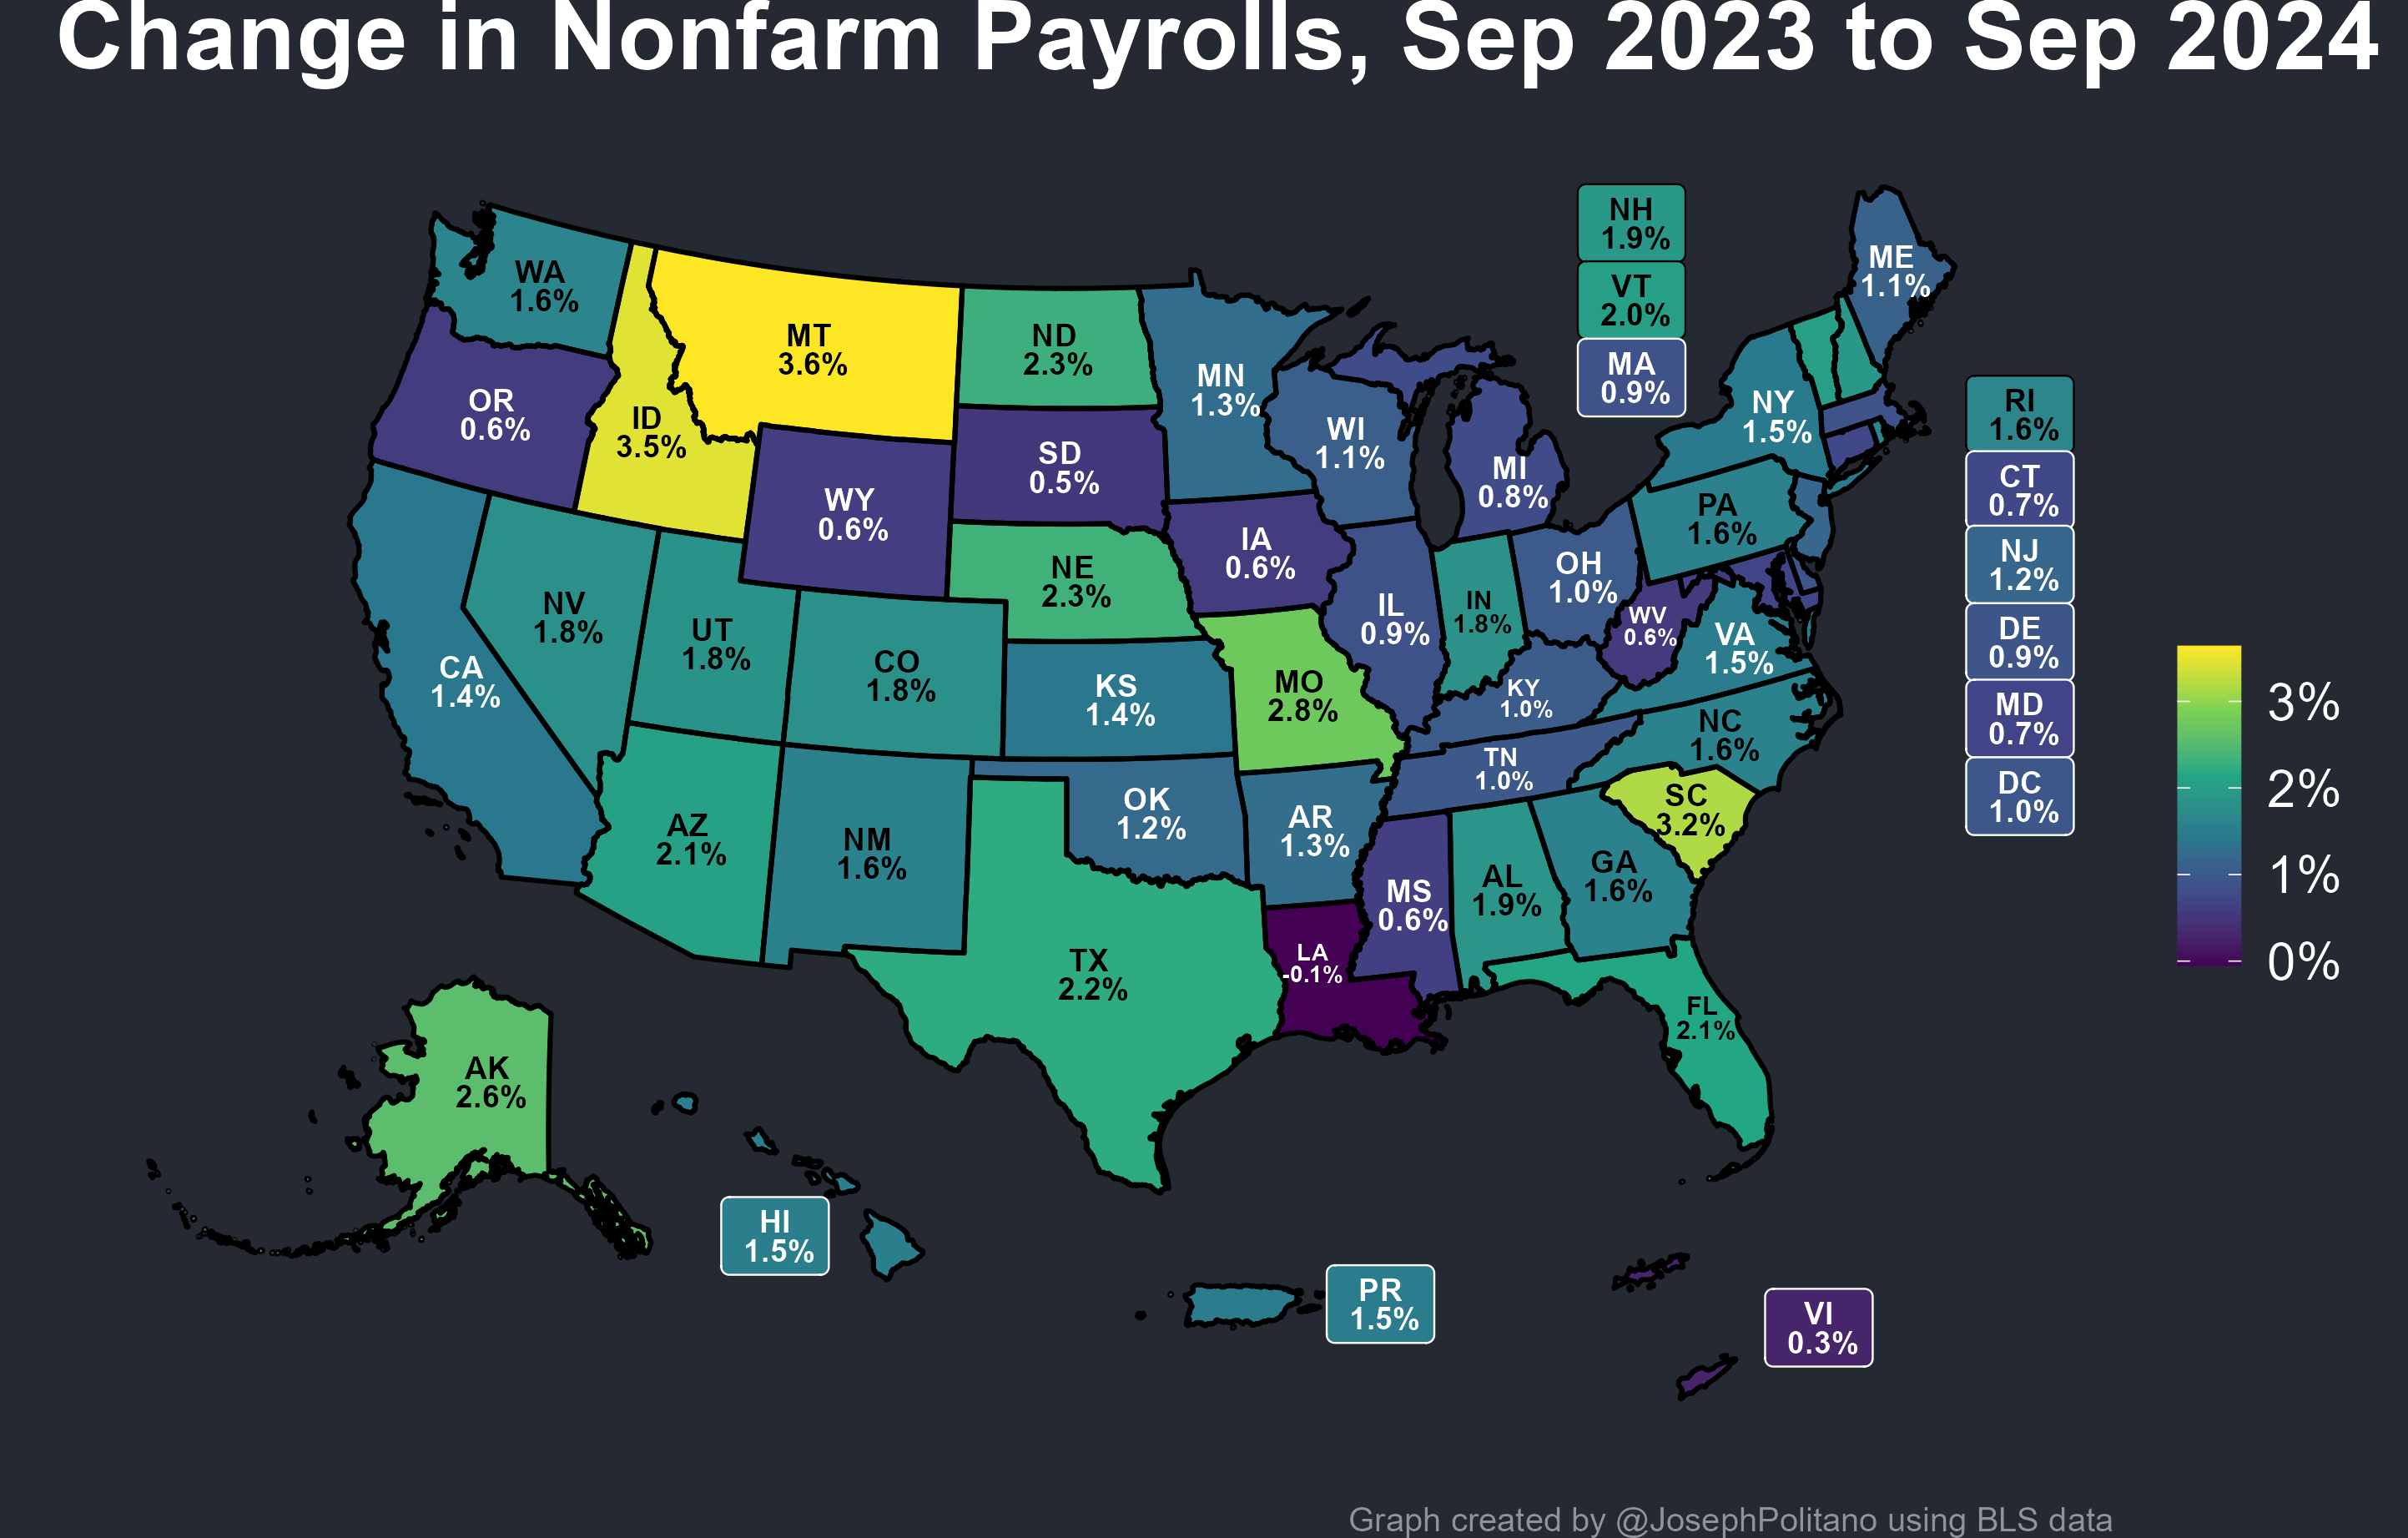 Change in Nonfarm Payrolls, Sep 2023 to Sep 2024
NH
1.9%
VT
2.0%
MA
0.9%
ME
1.1%
WA
1.6%
MT
3.6%
ND
2.3%
MN
1.3%
OR
0.6%
ID
3.5%
WY
0.6%
SD
0.5%
WI
1.1%
MI
0.8%
NY
1.5%
RI
1.6%
CT
0.7%
NJ
1.2%
DE
0.9%
MD
0.7%
DC
1.0%
PA
1.6%
IA
0.6%
NE
2.3%
NV
1.8%
UT
1.8%
CO
1.8%
CA
1.4%
KS
1.4%
MO
2.8%
IL
0.9%
IN
1.8%
OH
1.0%
WV
0.6%
VA
1.5%
KY
1.0%
NC
1.6%
TN
1.0%
SC
3.2%
AZ
2.1%
NM
1.6%
OK
1.2%
AR
1.3%
MS
0.6%
AL
1.9%
GA
1.6%
TX
2.2%
LA
-0.1%
FL
2.1%
AK
2.6%
HI
1.5%
PR
1.5%
VI
0.3%
3%
2%
1%
0%
Graph created by @JosephPolitano using BLS data